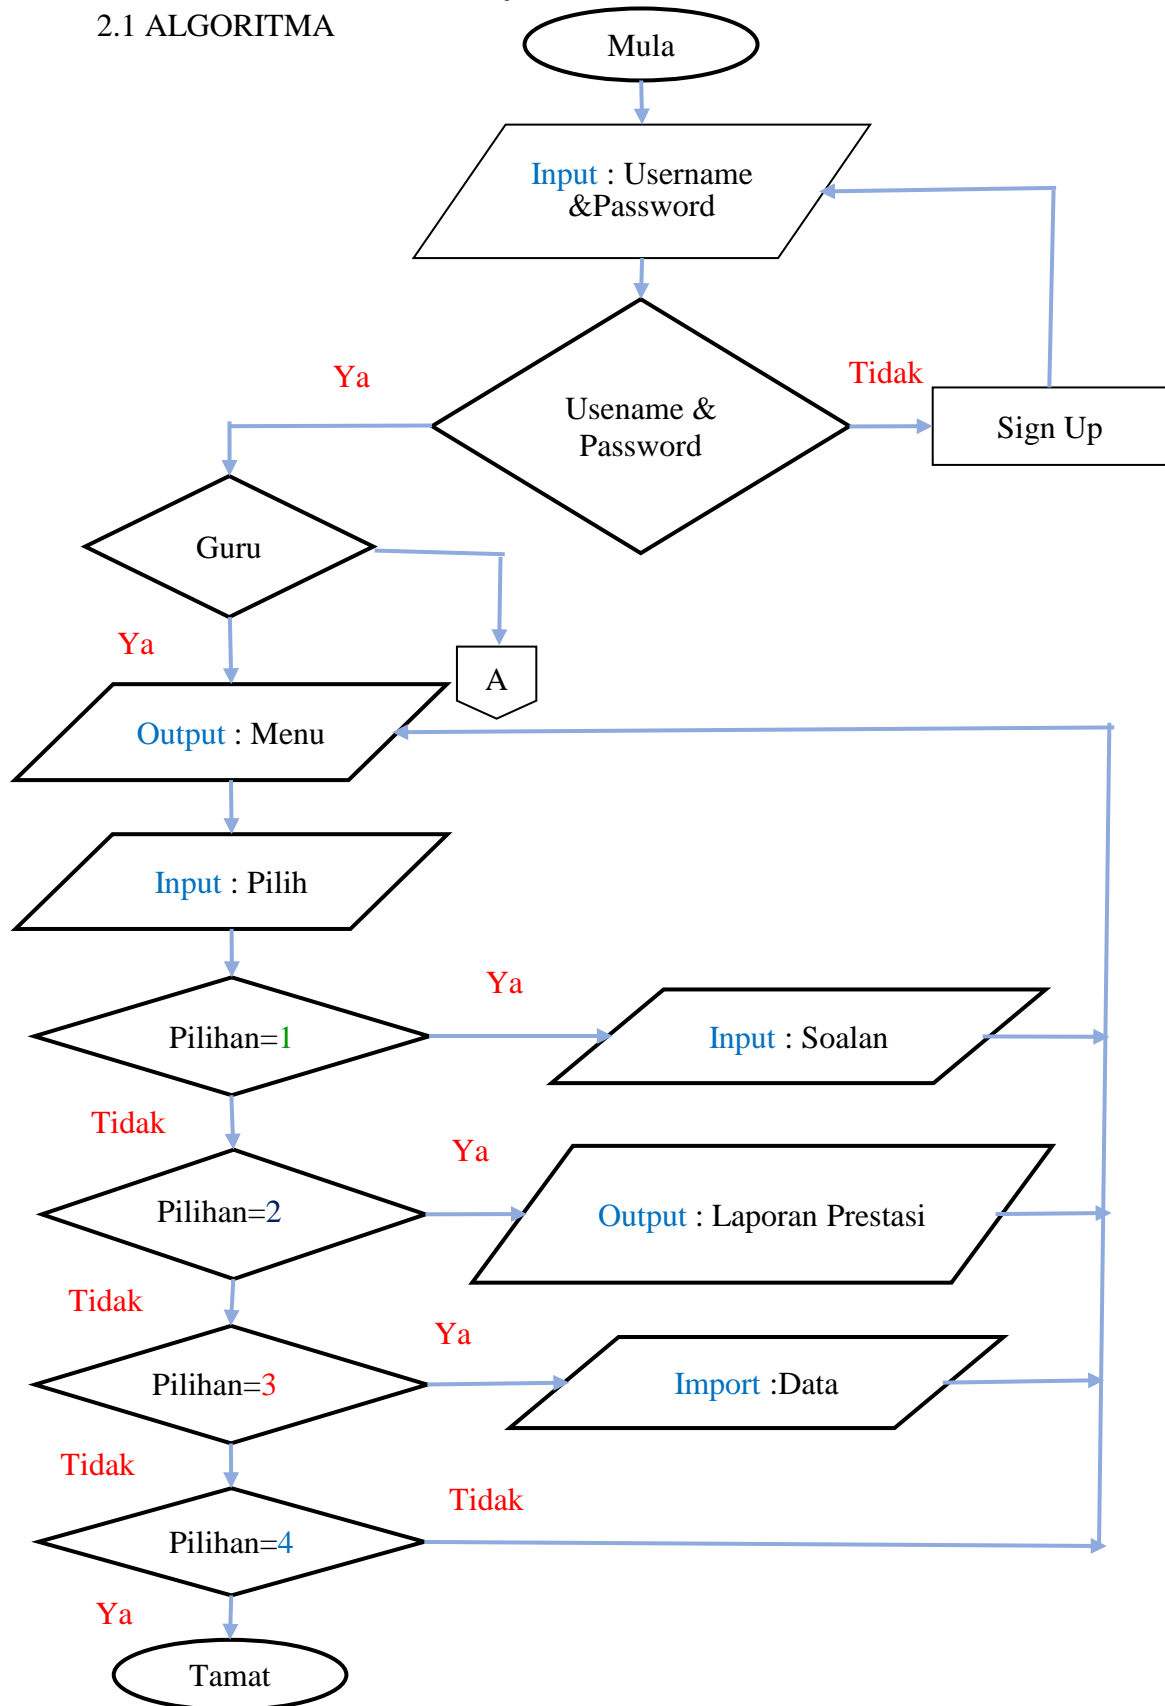 2.1 ALGORITMA
Mula
Input : Username
&Password
Ya
Tidak
Usename &
Password
Sign Up
Guru
Ya
A
Output : Menu
Input : Pilih
Ya
Pilihan=1
Input : Soalan
Tidak
Ya
Pilihan=2
Output : Laporan Prestasi
Tidak
Ya
Pilihan=3
Import :Data
Tidak
Tidak
Pilihan=4
Ya
Tamat